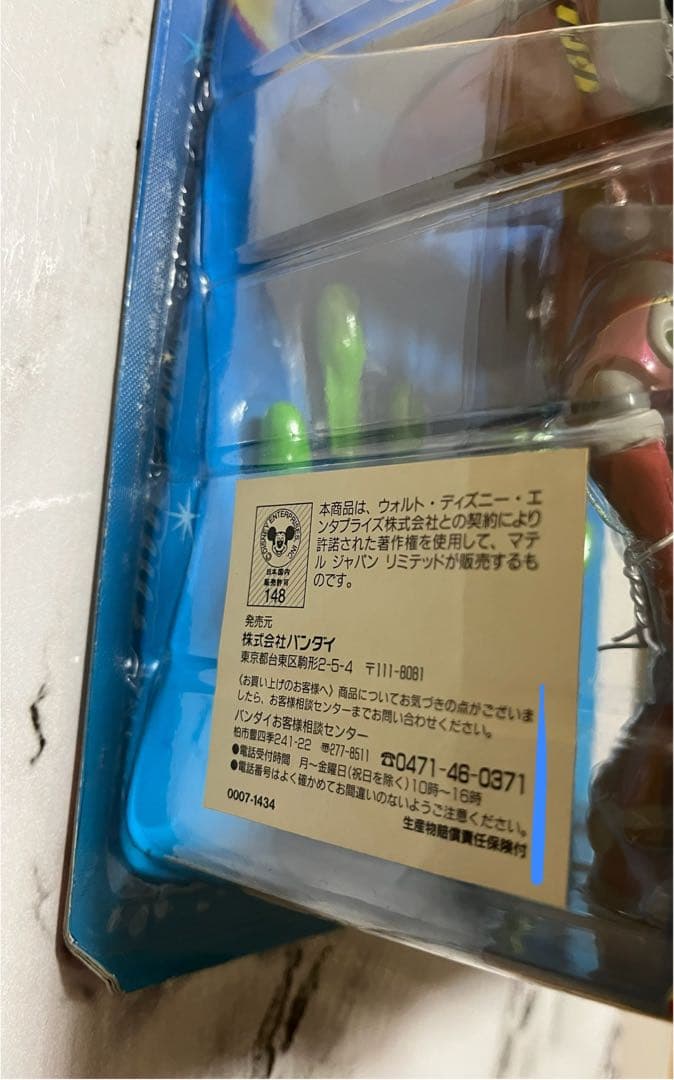 ©DISNEY ENTERPRISES, INC.
日本国内
販売許可
148
本商品は、ウォルト・ディズニー・エ
ンタプライズ株式会社との契約により
許諾された著作権を使用して、マテ
ル ジャパン リミテッドが販売するも
のです。
発売元
株式会社バンダイ
東京都台東区駒形2-5-4 〒111-8081
《お買い上げのお客様へ》商品についてお気づきの点がございま
したら、お客様相談センターまでお問い合わせください。
バンダイお客様相談センター
柏市豊四季241-22 〒277-8511 ☎0471-46-0371
●電話受付時間 月～金曜日(祝日を除く)10時～16時
●電話番号はよく確かめてお間違いのないようご注意ください。
0007-1434
生産物賠償責任保険付